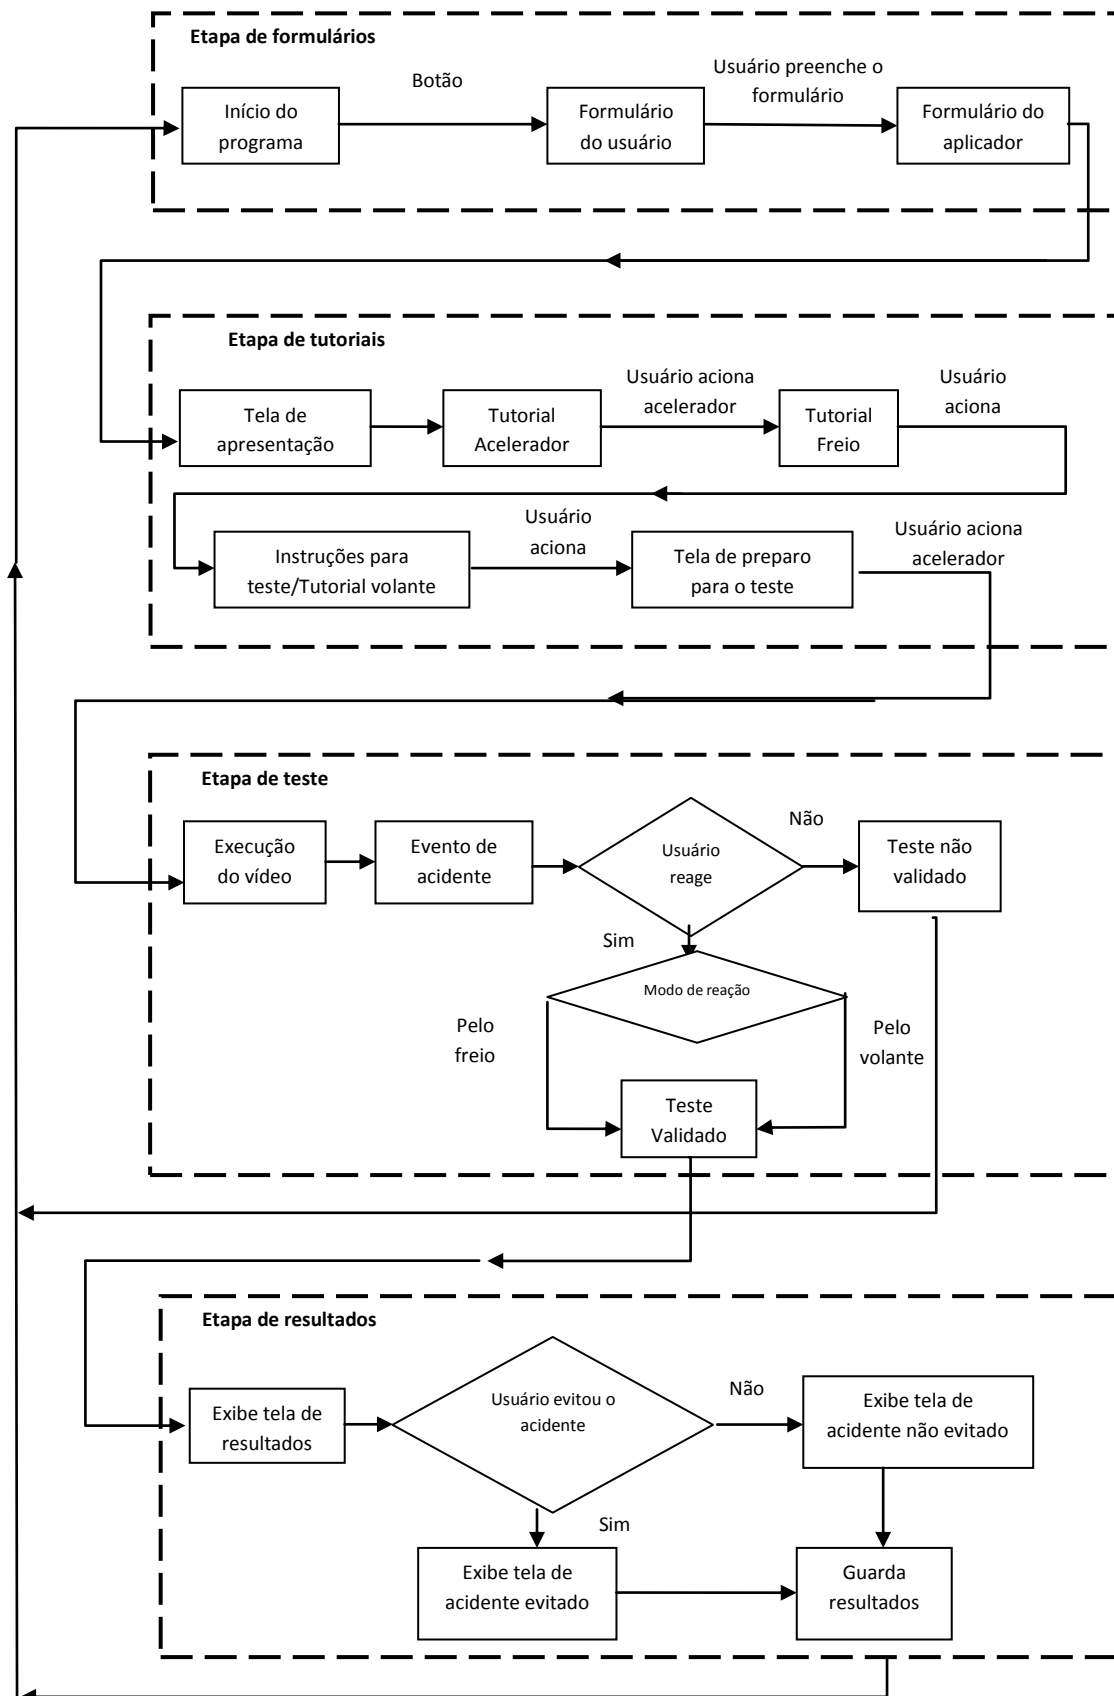 Etapa de formulários
Botão
Usuário preenche o
formulário
Início do
programa
Formulário
do usuário
Formulário do
aplicador
Etapa de tutoriais
Usuário aciona
acelerador
Usuário
aciona
Tela de
apresentação
Tutorial
Acelerador
Tutorial
Freio
Usuário
aciona
Usuário aciona
acelerador
Instruções para
teste/Tutorial volante
Tela de preparo
para o teste
Etapa de teste
Execução
do vídeo
Evento de
acidente
Usuário
reage
Não
Teste não
validado
Sim
Modo de reação
Pelo
freio
Pelo
volante
Teste
Validado
Etapa de resultados
Exibe tela de
resultados
Usuário evitou o
acidente
Não
Exibe tela de
acidente não evitado
Sim
Exibe tela de
acidente evitado
Guarda
resultados